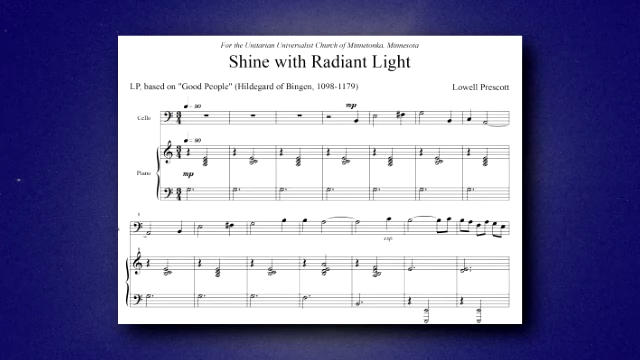 For the Unitarian Universalist Church of Minnetonka, Minnesota
Shine with Radiant Light
LP, based on "Good People" (Hildegard of Bingen, 1098-1179)
Lowell Prescott
Cello
mp
Piano
mp